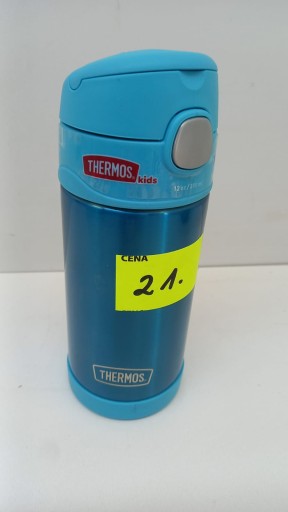 THERMOS.
kids
CENA
21.
THERMOS.